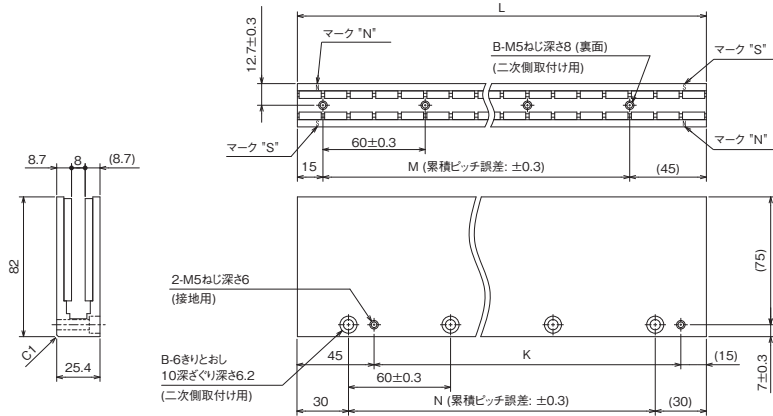 L
マーク "N"
B-M5ねじ深さ8 (裏面)
(二次側取付け用)
マーク "S"
12.7±0.3
マーク "S"
60±0.3
マーク "N"
15
M (累積ピッチ誤差: ±0.3)
(45)
8.7
8
(8.7)
82
C1
25.4
2-M5ねじ深さ6
(接地用)
(75)
B-6きりとおし
10深ざぐり深さ6.2
(二次側取付け用)
45
K
(15)
7±0.3
60±0.3
30
N (累積ピッチ誤差: ±0.3)
(30)